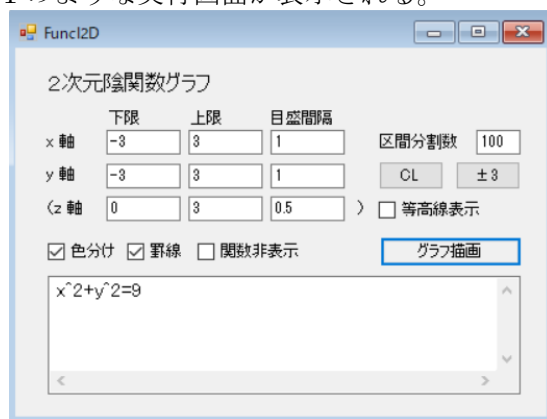 1のような実行画面が表示される。
FuncI2D
2次元陰関数グラフ
下限 上限 目盛間隔
x 軸 -3 3 1 区間分割数 100
y 軸 -3 3 1 CL ±3
(z 軸 0 3 0.5 ) 等高線表示
色分け 罫線 関数非表示 グラフ描画
x^2+y^2=9